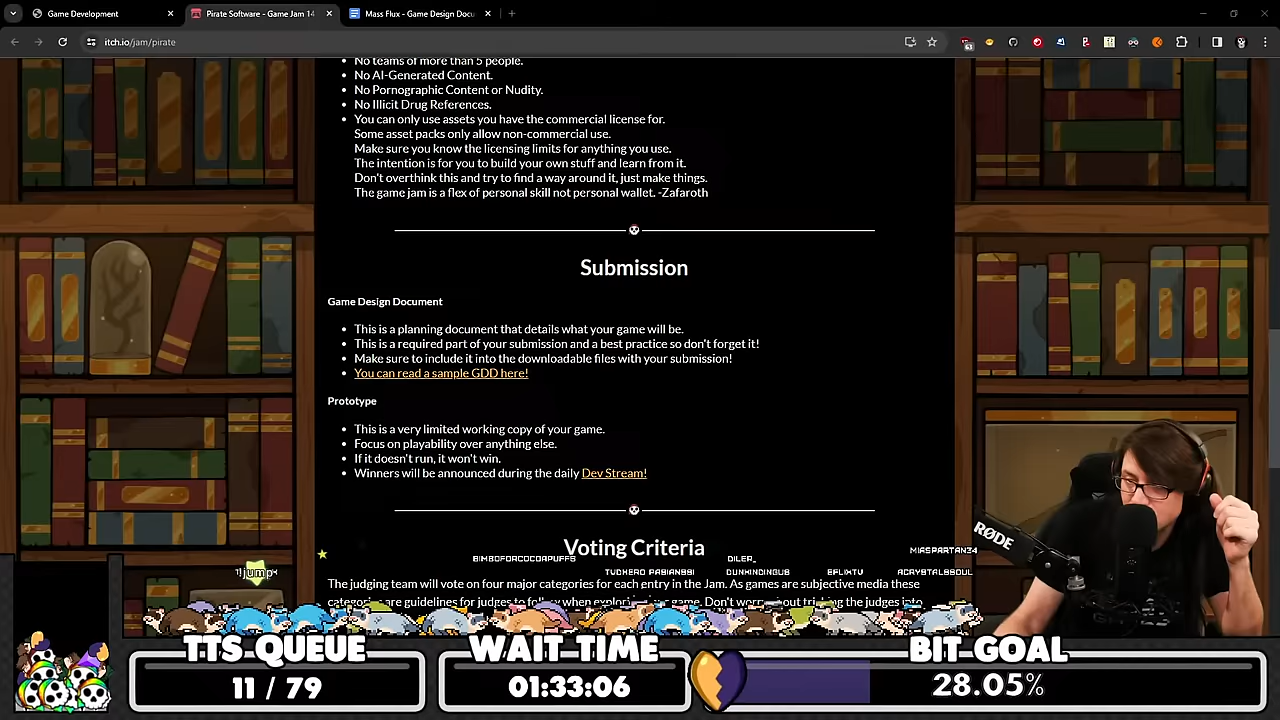 Game Development
Pirate Software - Game Jam 14
Mass Flux - Game Design Docu
itch.io/jam/pirate
No teams of more than 5 people.
No AI-Generated Content.
No Pornographic Content or Nudity.
No Illicit Drug References.
You can only use assets you have the commercial license for.
Some asset packs only allow non-commercial use.
Make sure you know the licensing limits for anything you use.
The intention is for you to build your own stuff and learn from it.
Don't overthink this and try to find a way around it, just make things.
The game jam is a flex of personal skill not personal wallet. -Zafaroth
Submission
Game Design Document
This is a planning document that details what your game will be.
This is a required part of your submission and a best practice so don't forget it!
Make sure to include it into the downloadable files with your submission!
You can read a sample GDD here!
Prototype
This is a very limited working copy of your game.
Focus on playability over anything else.
If it doesn't run, it won't win.
Winners will be announced during the daily Dev Stream!
RØDE
Voting Criteria
MIASPARTAN34
BIMBOFORCOCOAPUFFS
DILER_
EFLIXTV
ACRYSTALSSOUL
!jump
The judging team will vote on four major categories for each entry in the Jam. As games are subjective media these
TTS QUEUE
11 / 79
WAIT TIME
01:33:06
BIT GOAL
28.05%